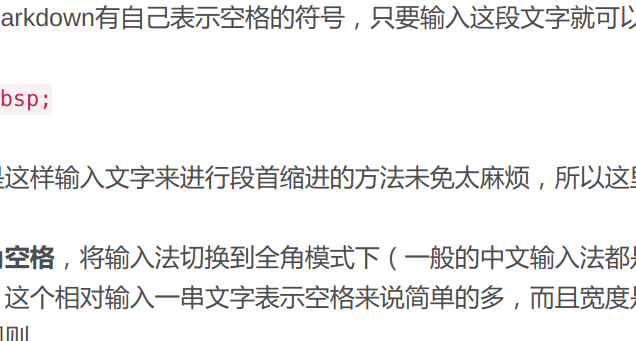 arkdown有自己表示空格的符号，只要输入这段文字就可以
bsp;
这样输入文字来进行段首缩进的方法未免太麻烦，所以这里
空格，将输入法切换到全角模式下（一般的中文输入法都是
这个相对输入一串文字表示空格来说简单的多，而且宽度是